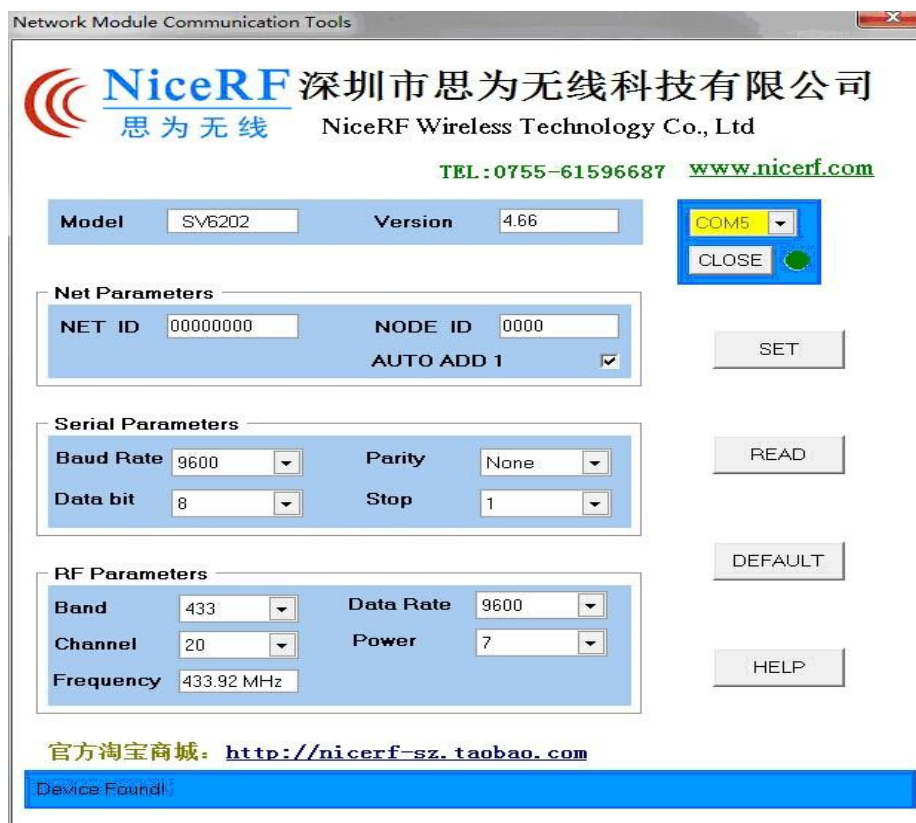 Network Module Communication Tools
NiceRF 深圳市思为无线科技有限公司
思为无线 NiceRF Wireless Technology Co., Ltd
TEL:0755-61596687 www.nicerf.com
Model SV6202 Version 4.66 COM5
CLOSE
Net Parameters
NET ID 00000000 NODE ID 0000
AUTO ADD 1
SET
Serial Parameters
Baud Rate 9600 Parity None
READ
Data bit 8 Stop 1
DEFAULT
RF Parameters
Band 433 Data Rate 9600
Channel 20 Power 7
HELP
Frequency 433.92 MHz
官方淘宝商城：http://nicerf-sz.taobao.com
Device Found!